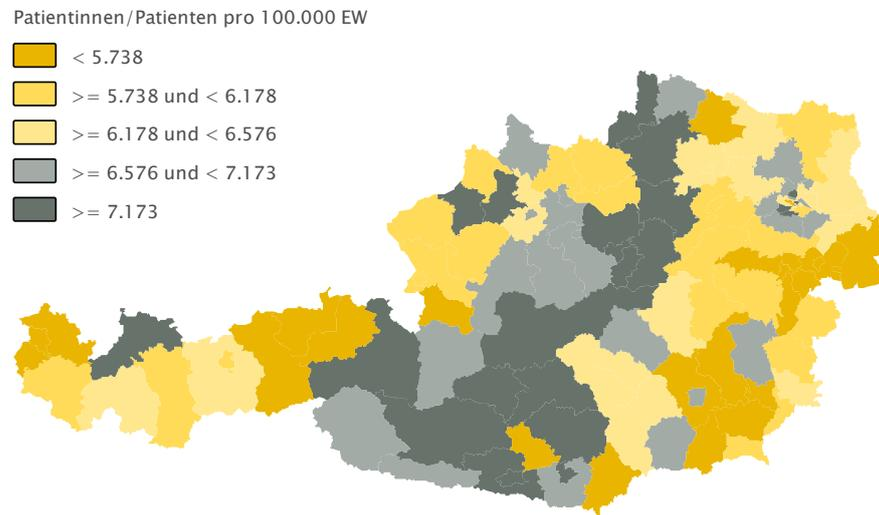 Patientinnen/Patienten pro 100.000 EW
< 5.738
>= 5.738 und < 6.178
>= 6.178 und < 6.576
>= 6.576 und < 7.173
>= 7.173